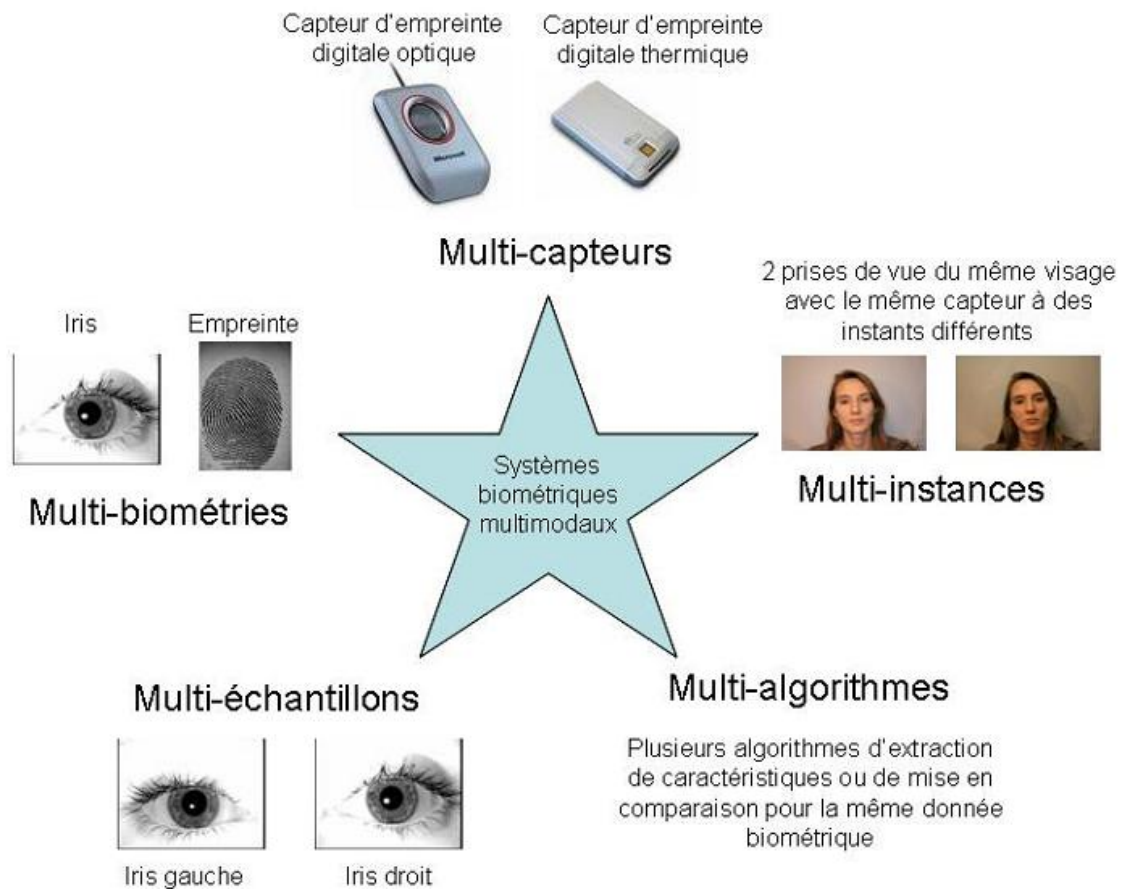 Capteur d'empreinte
digitale optique
Capteur d'empreinte
digitale thermique
Microsoft
Multi-capteurs
2 prises de vue du même visage
avec le même capteur à des
instants différents
Iris
Empreinte
Multi-biométries
Multi-instances
Systèmes
biométriques
multimodaux
Multi-échantillons
Multi-algorithmes
Plusieurs algorithmes d'extraction
de caractéristiques ou de mise en
comparaison pour la même donnée
biométrique
Iris gauche
Iris droit